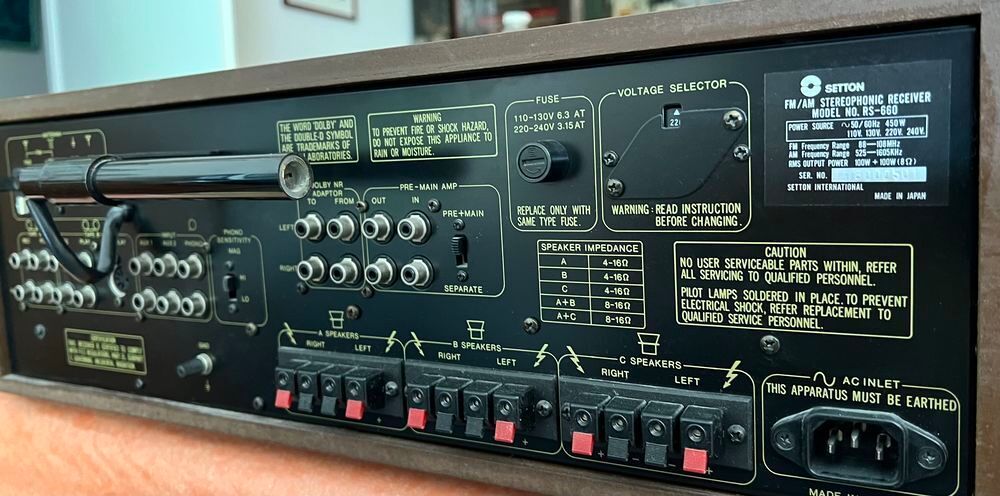 FUSE
110-130V 6.3 AT
220-240V 3.15AT
REPLACE ONLY WITH
SAME TYPE FUSE.
VOLTAGE SELECTOR
22
WARNING: READ INSTRUCTION
BEFORE CHANGING.
SETTON
FM/AM STEREOPHONIC RECEIVER
MODEL NO. RS-660
POWER SOURCE ~50/60Hz 450W
110V. 130V. 220V. 240V.
FM Frequency Range 88-108MHz
AM Frequency Range 525-1605KHz
RMS OUTPUT POWER 100W+100W(8Ω)
SER. NO.
SETTON INTERNATIONAL
MADE IN JAPAN
THE WORD 'DOLBY' AND
THE DOUBLE-D SYMBOL
ARE TRADEMARKS OF
LABORATORIES.
WARNING
TO PREVENT FIRE OR SHOCK HAZARD,
DO NOT EXPOSE THIS APPLIANCE TO
RAIN OR MOISTURE.
DOLBY NR
ADAPTOR
TO FROM
PRE-MAIN AMP
OUT IN
PRE+MAIN
SEPARATE
LEFT
RIGHT
INPUT
PHONO
PHONO
SENSITIVITY
MAG
HI
LO
GND
SPEAKER IMPEDANCE
A 4-16Ω
B 4-16Ω
C 4-16Ω
A+B 8-16Ω
A+C 8-16Ω
CAUTION
NO USER SERVICEABLE PARTS WITHIN, REFER
ALL SERVICING TO QUALIFIED PERSONNEL.
PILOT LAMPS SOLDERED IN PLACE. TO PREVENT
ELECTRICAL SHOCK, REFER REPLACEMENT TO
QUALIFIED SERVICE PERSONNEL.
A SPEAKERS
RIGHT LEFT
B SPEAKERS
RIGHT LEFT
C SPEAKERS
RIGHT LEFT
AC INLET
THIS APPARATUS MUST BE EARTHED
MADE IN